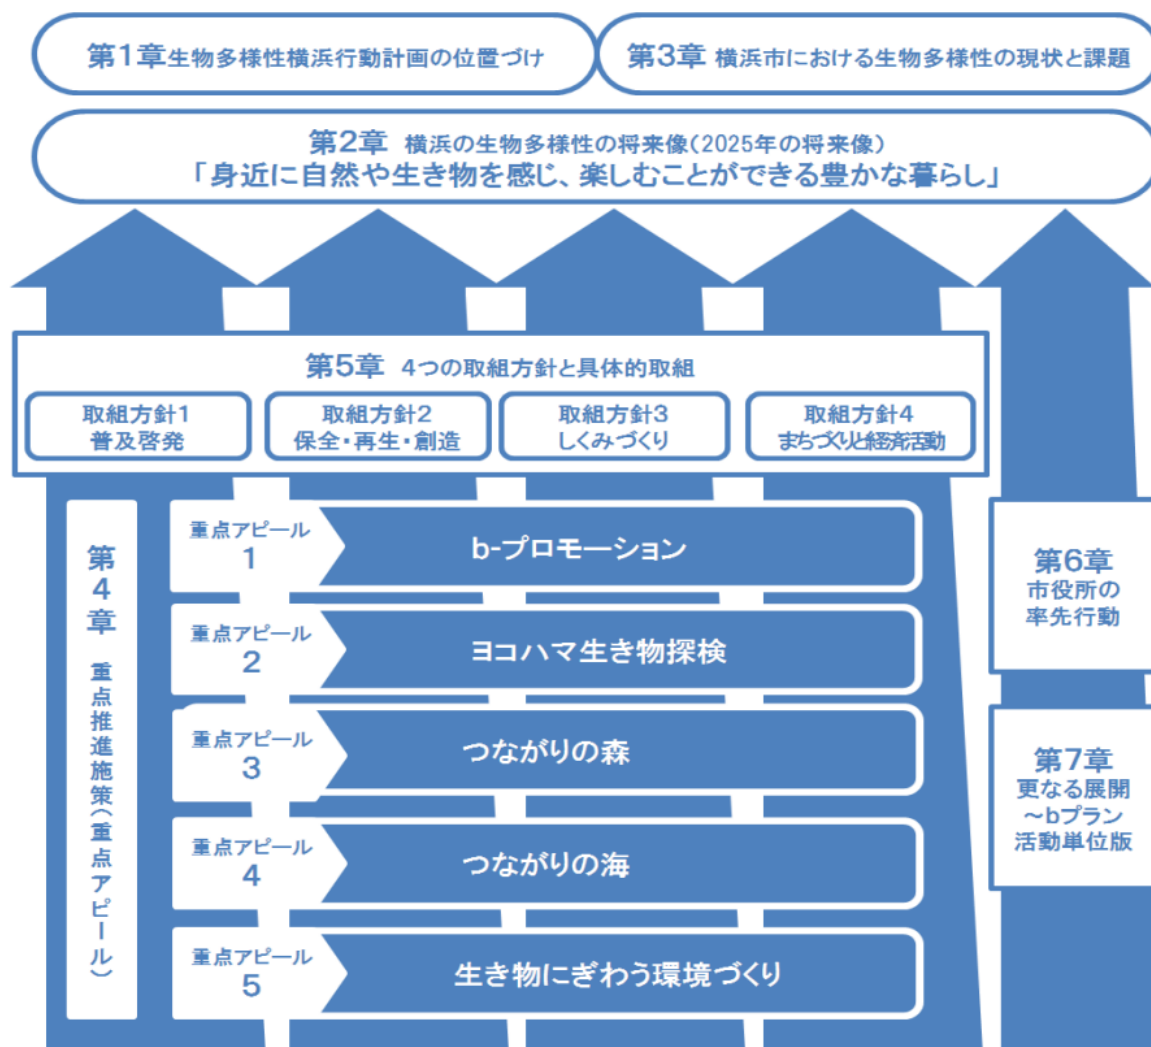 第1章 生物多様性横浜行動計画の位置づけ
第3章 横浜市における生物多様性の現状と課題
第2章 横浜の生物多様性の将来像(2025年の将来像)
「身近に自然や生き物を感じ、楽しむことができる豊かな暮らし」
第5章 4つの取組方針と具体的取組
取組方針1
普及啓発
取組方針2
保全・再生・創造
取組方針3
しくみづくり
取組方針4
まちづくりと経済活動
第4章 重点推進施策(重点アピール)
重点アピール
1
b-プロモーション
重点アピール
2
ヨコハマ生き物探検
重点アピール
3
つながりの森
重点アピール
4
つながりの海
重点アピール
5
生き物にぎわう環境づくり
第6章
市役所の
率先行動
第7章
更なる展開
～bプラン
活動単位版